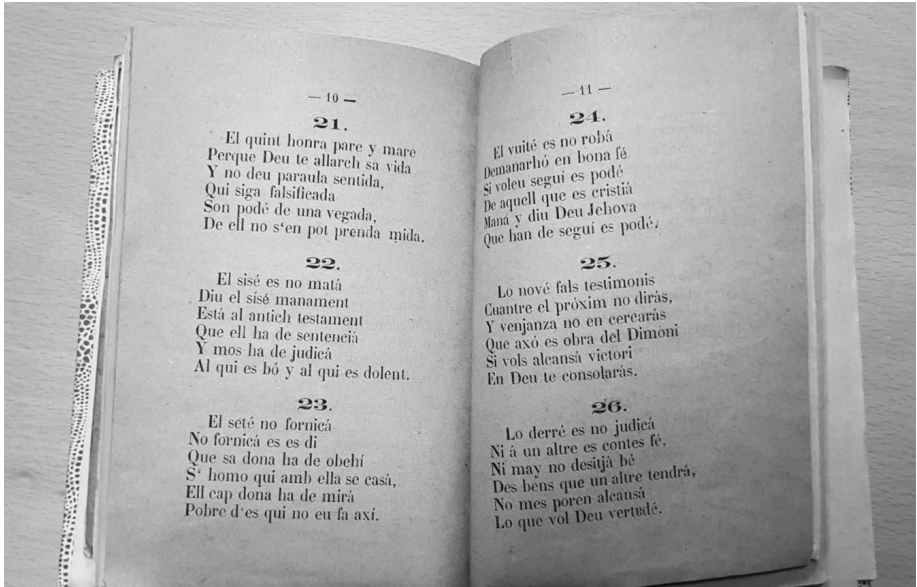 — 10 —
21.
El quint honra pare y mare
Perque Deu te allarch sa vida
Y no deu paraula sentida,
Qui siga falsificada
Son podé de una vegada,
De ell no s‘en pot prenda mida.
22.
El sisé es no matá
Diu el sisé manament
Está al antich testament
Que ell ha de sentenciá
Y mos ha de judicá
Al qui es bó y al qui es dolent.
23.
El seté no fornicá
No fornicá es es di
Que sa dona ha de obehí
S‘ homo qui amb ella se casá,
Ell cap dona ha de mirá
Pobre d‘es qui no eu fa axí.
— 11 —
24.
El vuité es no robá
Demanarhó en bona fé
Si voleu seguí es podé
De aquell que es cristiá
Maná y diu Deu Jehova
Que han de seguí es podé.
25.
Lo nové fals testimonis
Cuantre el próxim no dirás,
Y venjanza no en cercarás
Que axó es obra del Dimoni
Si vols alcansá victori
En Deu te consolarás.
26.
Lo derré es no judicá
Ni á un altre es contes fé,
Ni may no desitjá bé
Des bens que un altre tendrá,
No mes poren alcansá
Lo que vol Deu vertudé.